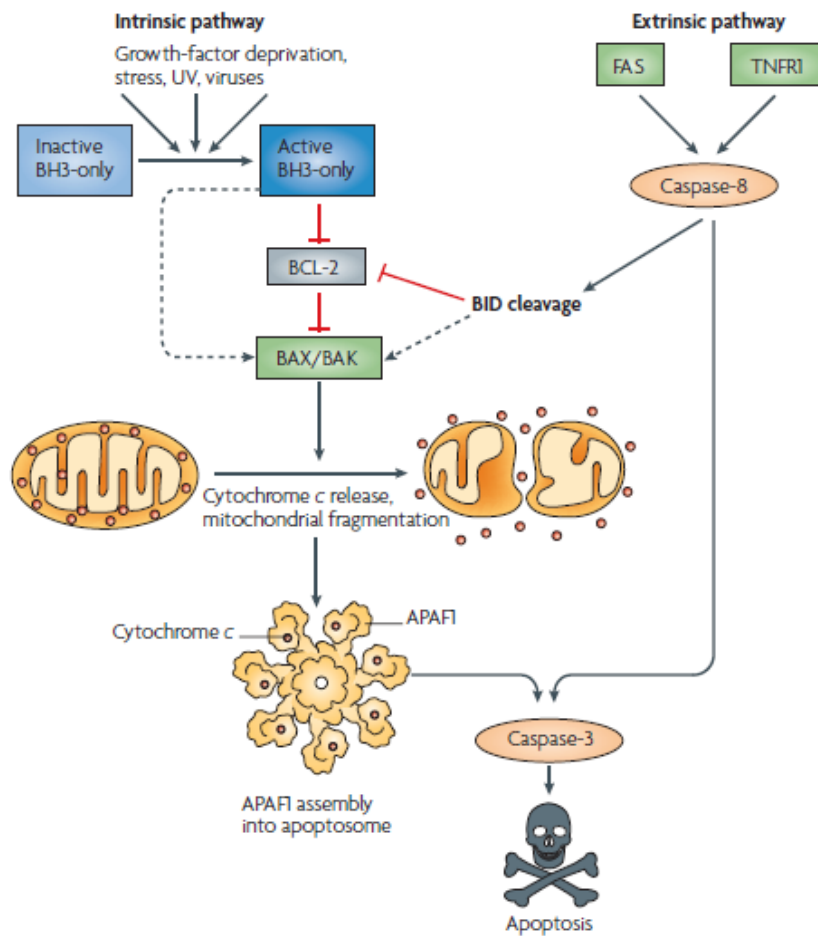 Intrinsic pathway
Growth-factor deprivation,
stress, UV, viruses
Extrinsic pathway
FAS
TNFR1
Inactive
BH3-only
Active
BH3-only
Caspase-8
BCL-2
BID cleavage
BAX/BAK
Cytochrome c release,
mitochondrial fragmentation
Cytochrome c
APAF1
APAF1 assembly
into apoptosome
Caspase-3
Apoptosis